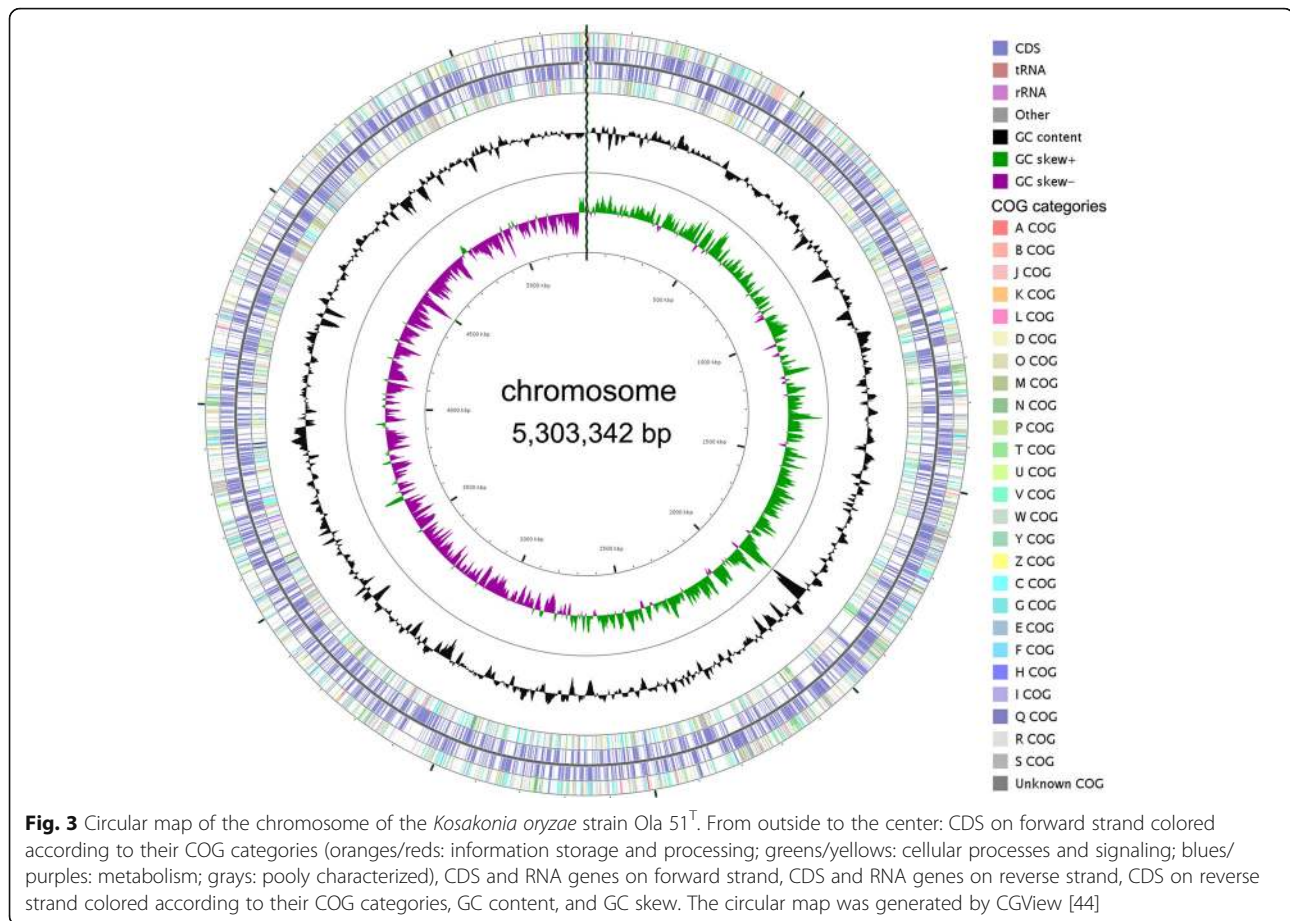 CDS
tRNA
rRNA
Other
GC content
GC skew+
GC skew-
COG categories
A COG
B COG
J COG
K COG
L COG
D COG
O COG
M COG
N COG
P COG
T COG
U COG
V COG
W COG
Y COG
Z COG
C COG
G COG
E COG
F COG
H COG
I COG
Q COG
R COG
S COG
Unknown COG
500 kbp
1000 kbp
1500 kbp
2000 kbp
2500 kbp
3000 kbp
3500 kbp
4000 kbp
4500 kbp
5000 kbp
chromosome
5,303,342 bp
Fig. 3 Circular map of the chromosome of the Kosakonia oryzae strain Ola 51T. From outside to the center: CDS on forward strand colored
according to their COG categories (oranges/reds: information storage and processing; greens/yellows: cellular processes and signaling; blues/
purples: metabolism; grays: pooly characterized), CDS and RNA genes on forward strand, CDS and RNA genes on reverse strand, CDS on reverse
strand colored according to their COG categories, GC content, and GC skew. The circular map was generated by CGView [44]